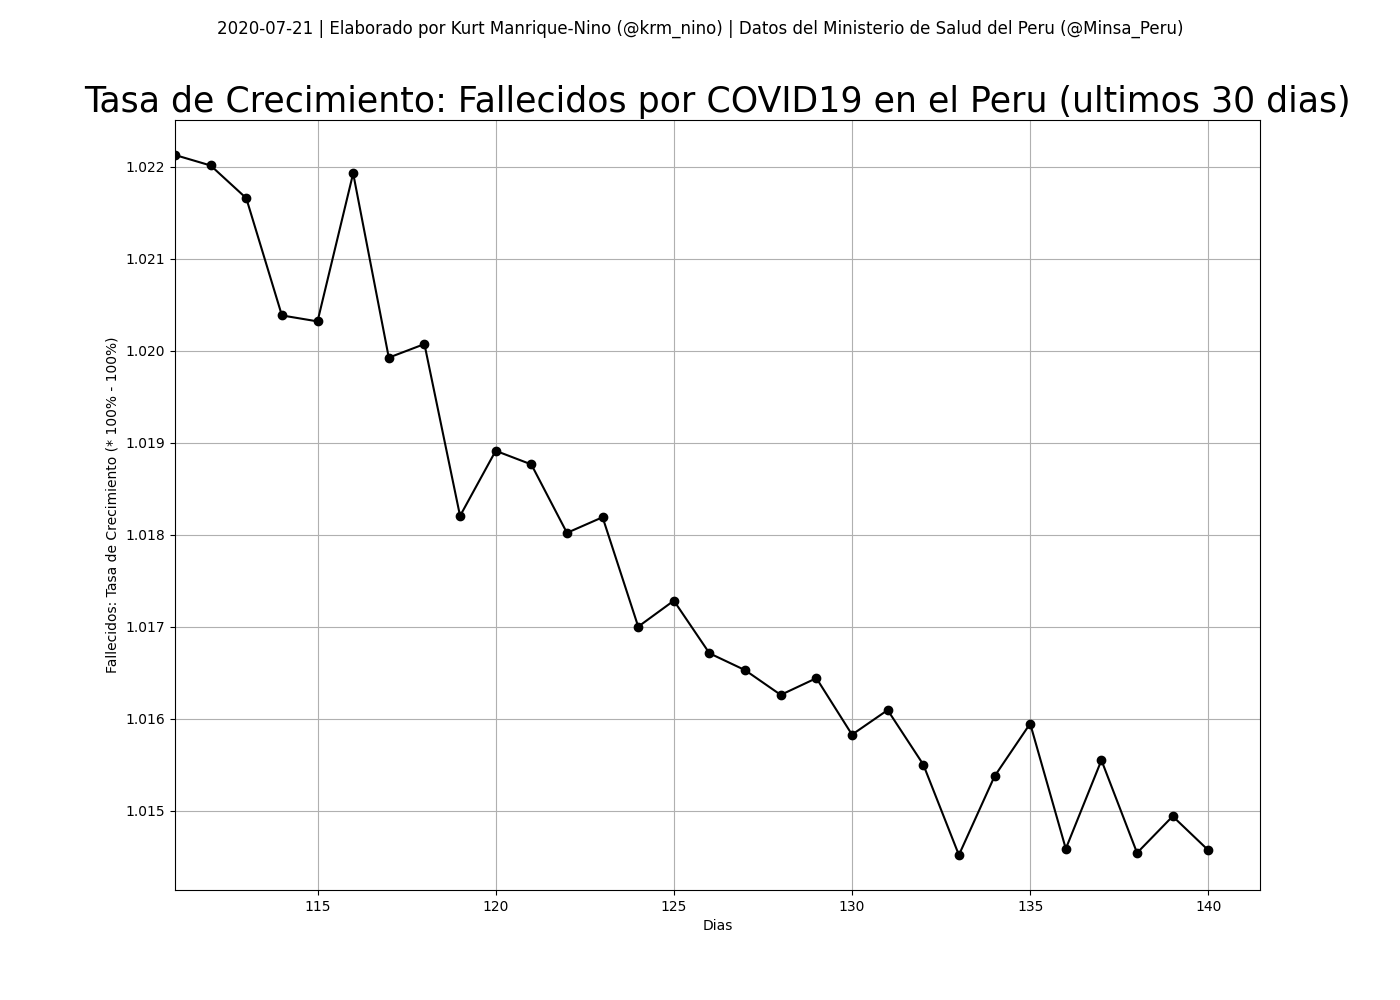 2020-07-21 | Elaborado por Kurt Manrique-Nino (@krm_nino) | Datos del Ministerio de Salud del Peru (@Minsa_Peru)
Tasa de Crecimiento: Fallecidos por COVID19 en el Peru (ultimos 30 dias)
Fallecidos: Tasa de Crecimiento (* 100% - 100%)
1.022
1.021
1.020
1.019
1.018
1.017
1.016
1.015
115 120 125 130 135 140
Dias